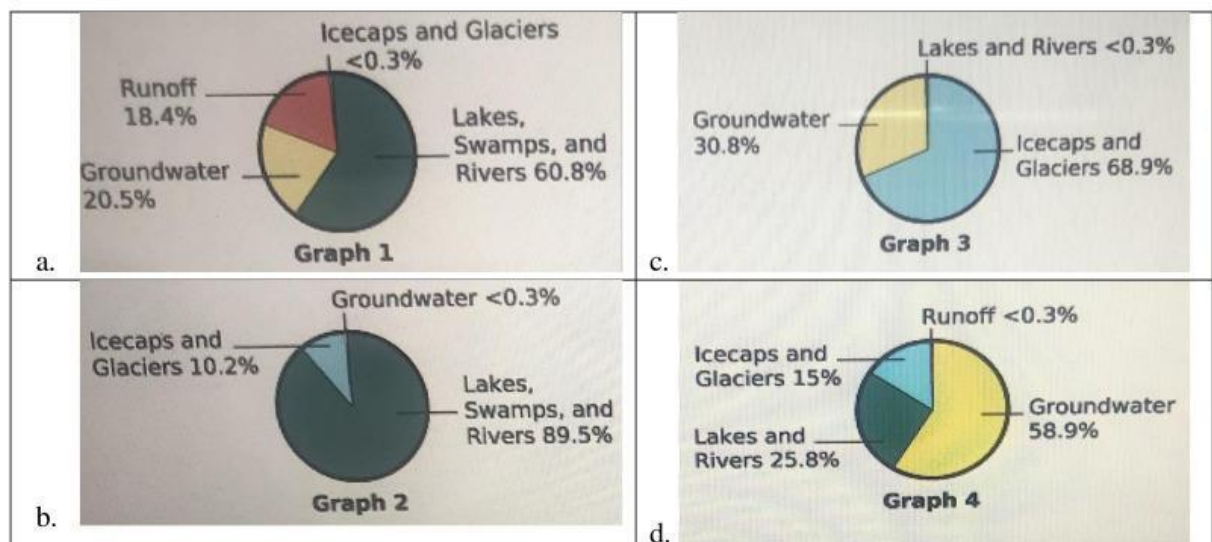 Icecaps and Glaciers
<0.3%
Runoff
18.4%
Lakes,
Swamps, and
Rivers 60.8%
Groundwater
20.5%
Graph 1
a.
Lakes and Rivers <0.3%
Groundwater
30.8%
Icecaps and
Glaciers 68.9%
Graph 3
c.
Groundwater <0.3%
Icecaps and
Glaciers 10.2%
Lakes,
Swamps, and
Rivers 89.5%
Graph 2
b.
Runoff <0.3%
Icecaps and
Glaciers 15%
Groundwater
58.9%
Lakes and
Rivers 25.8%
Graph 4
d.